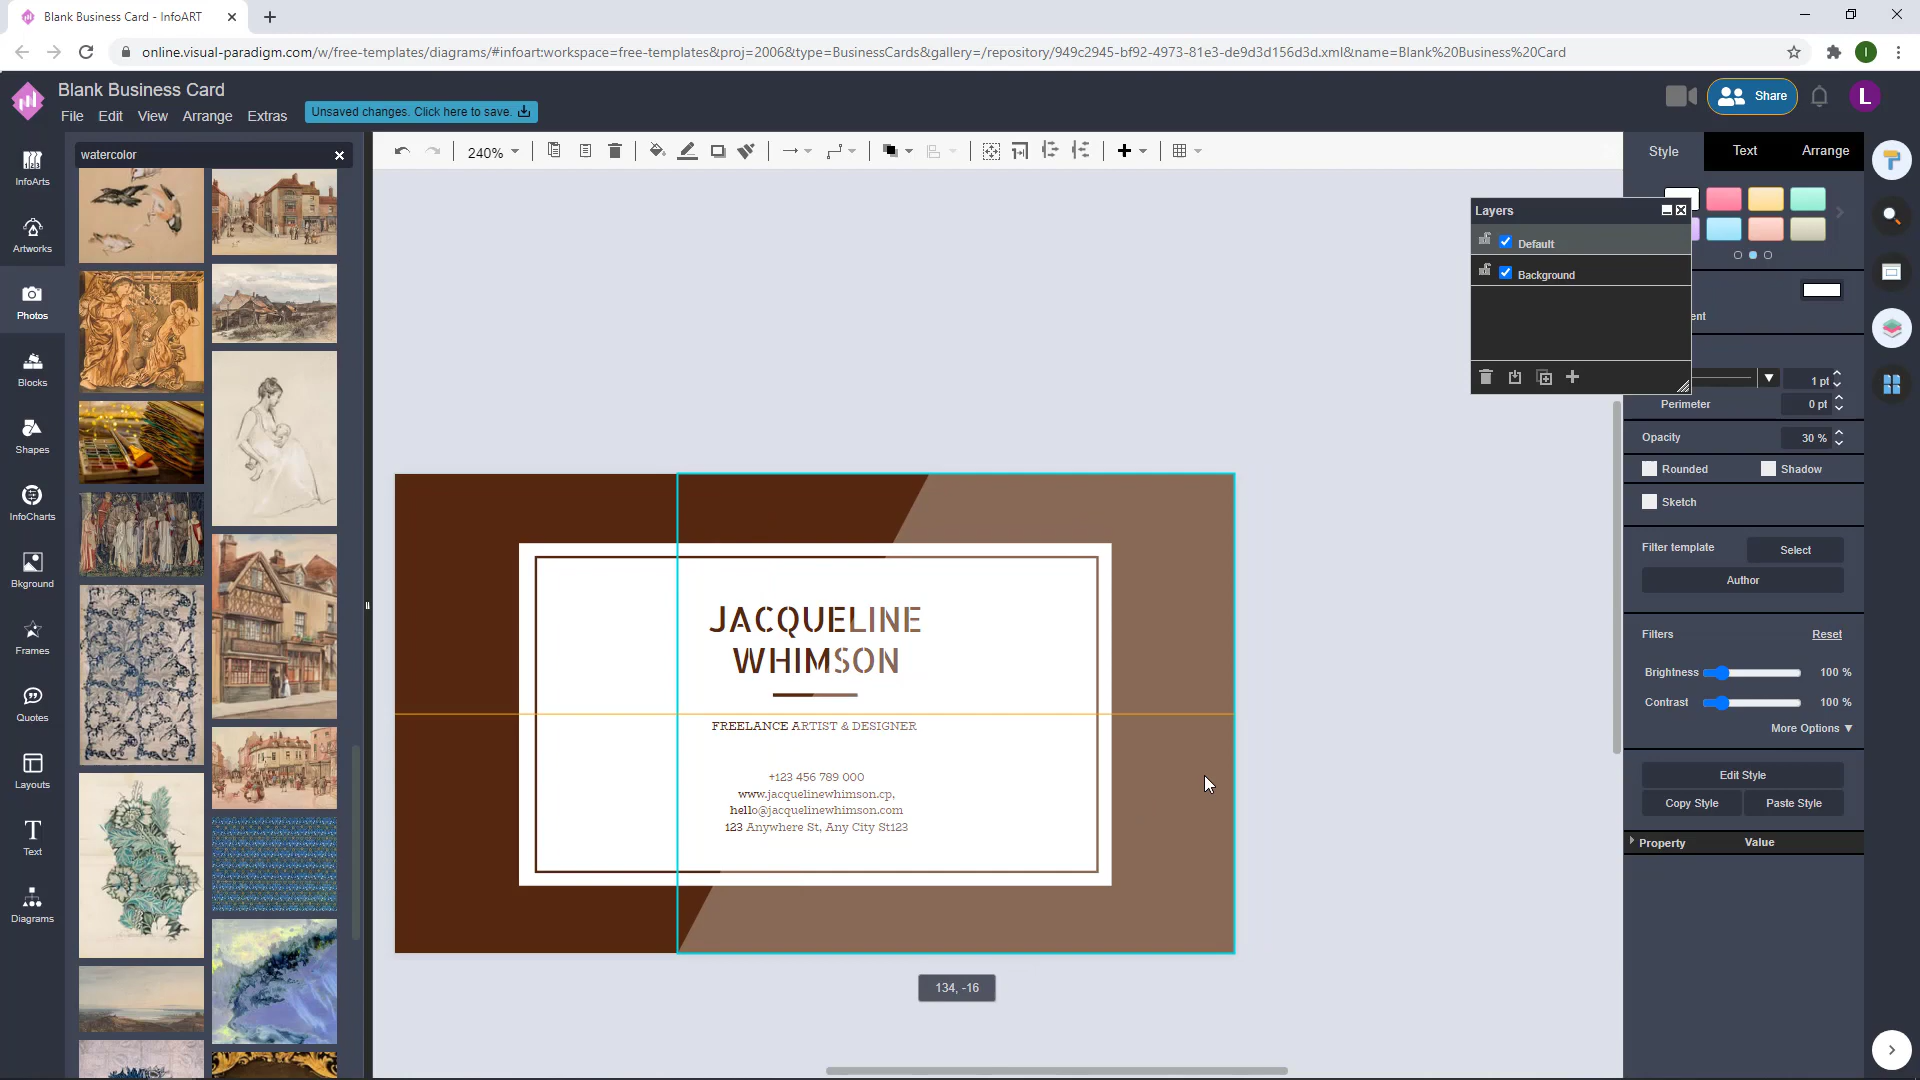 Blank Business Card - InfoART
online.visual-paradigm.com/w/free-templates/diagrams/#infoart:workspace=free-templates&proj=2006&type=BusinessCards&gallery=/repository/949c2945-bf92-4973-81e3-de9d3d156d3d.xml&name=Blank%20Business%20Card
I
Blank Business Card
File Edit View Arrange Extras
Unsaved changes. Click here to save.
Share
L
watercolor
240%
Style Text Arrange
InfoArts
Artworks
Photos
Blocks
Shapes
InfoCharts
Bkground
Frames
Quotes
Layouts
Text
Diagrams
Layers
Default
Background
ent
1 pt
Perimeter 0 pt
Opacity 30 %
Rounded Shadow
Sketch
Filter template Select
Author
Filters Reset
Brightness 100 %
Contrast 100 %
More Options
Edit Style
Copy Style Paste Style
Property Value
JACQUELINE
WHIMSON
FREELANCE ARTIST & DESIGNER
+123 456 789 000
www.jacquelinewhimson.cp,
hello@jacquelinewhimson.com
123 Anywhere St, Any City St123
134, -16